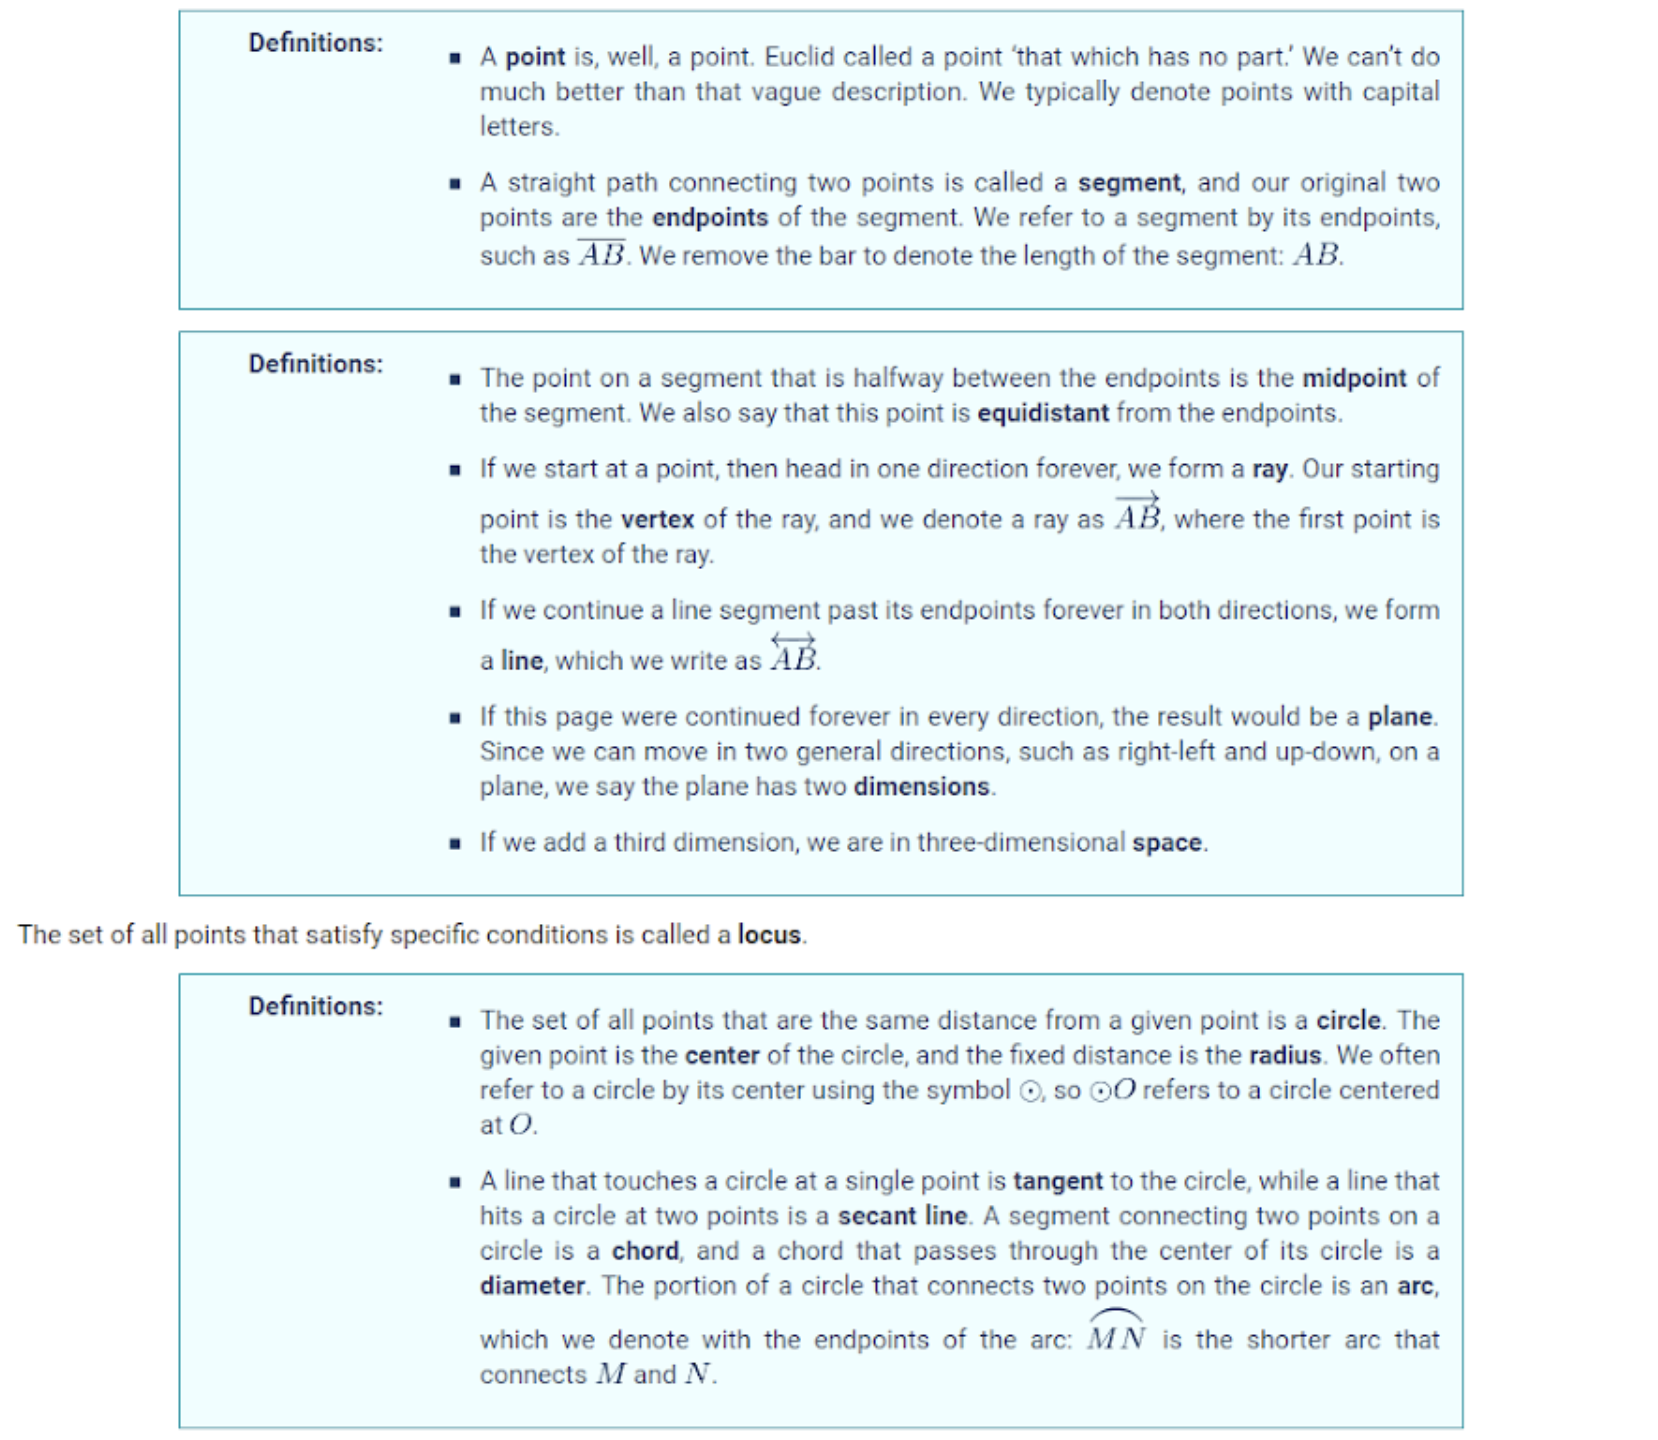 Definitions:
▪ A point is, well, a point. Euclid called a point ‘that which has no part.’ We can't do
much better than that vague description. We typically denote points with capital
letters.
▪ A straight path connecting two points is called a segment, and our original two
points are the endpoints of the segment. We refer to a segment by its endpoints,
such as $\overline{AB}$. We remove the bar to denote the length of the segment: $AB$.
Definitions:
▪ The point on a segment that is halfway between the endpoints is the midpoint of
the segment. We also say that this point is equidistant from the endpoints.
▪ If we start at a point, then head in one direction forever, we form a ray. Our starting
point is the vertex of the ray, and we denote a ray as $\overrightarrow{AB}$, where the first point is
the vertex of the ray.
▪ If we continue a line segment past its endpoints forever in both directions, we form
a line, which we write as $\overleftrightarrow{AB}$.
▪ If this page were continued forever in every direction, the result would be a plane.
Since we can move in two general directions, such as right-left and up-down, on a
plane, we say the plane has two dimensions.
▪ If we add a third dimension, we are in three-dimensional space.
The set of all points that satisfy specific conditions is called a locus.
Definitions:
▪ The set of all points that are the same distance from a given point is a circle. The
given point is the center of the circle, and the fixed distance is the radius. We often
refer to a circle by its center using the symbol ⊙, so ⊙$O$ refers to a circle centered
at $O$.
▪ A line that touches a circle at a single point is tangent to the circle, while a line that
hits a circle at two points is a secant line. A segment connecting two points on a
circle is a chord, and a chord that passes through the center of its circle is a
diameter. The portion of a circle that connects two points on the circle is an arc,
which we denote with the endpoints of the arc: $\overset{\frown}{MN}$ is the shorter arc that
connects $M$ and $N$.